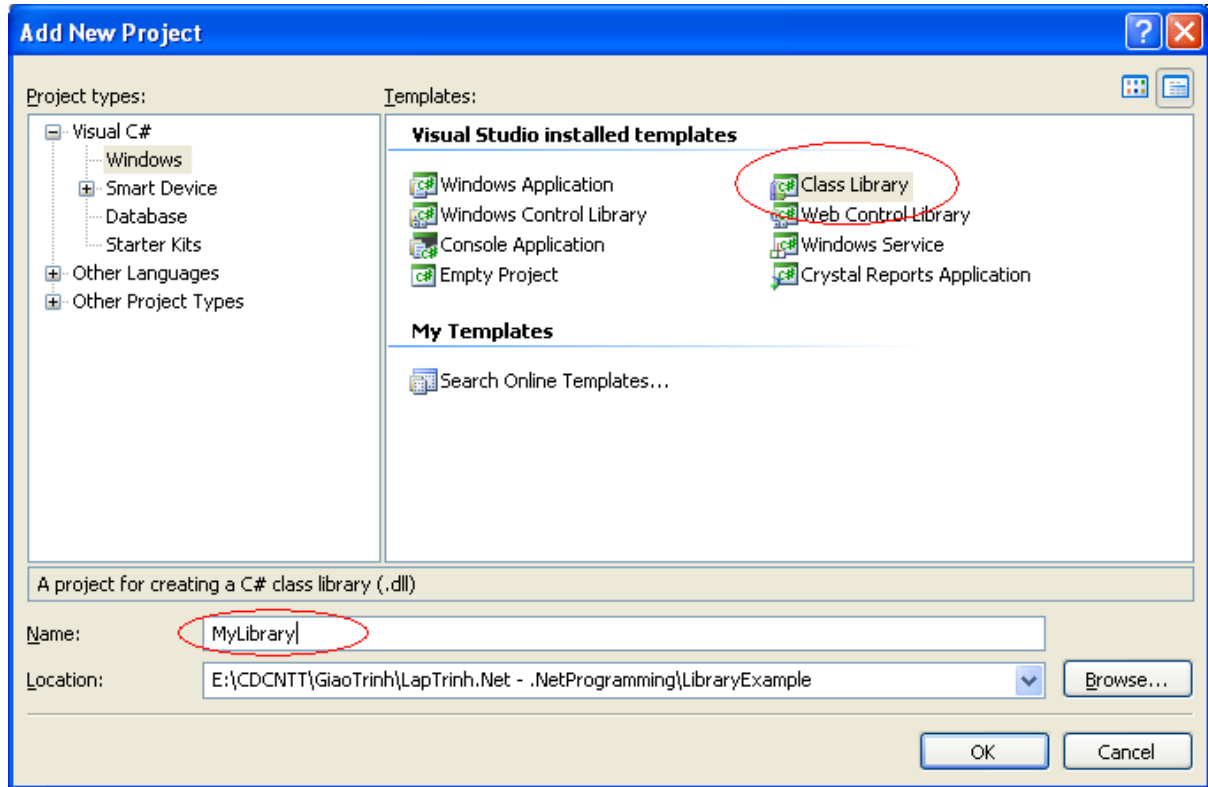 Add New Project
Project types:
Templates:
Visual C#
Windows
Smart Device
Database
Starter Kits
Other Languages
Other Project Types
Visual Studio installed templates
Windows Application
Class Library
Windows Control Library
Web Control Library
Console Application
Windows Service
Empty Project
Crystal Reports Application
My Templates
Search Online Templates...
A project for creating a C# class library (.dll)
Name:
MyLibrary
Location:
E:\CDCNTT\GiaoTrinh\LapTrinh.Net - .NetProgramming\LibraryExample
Browse...
OK
Cancel